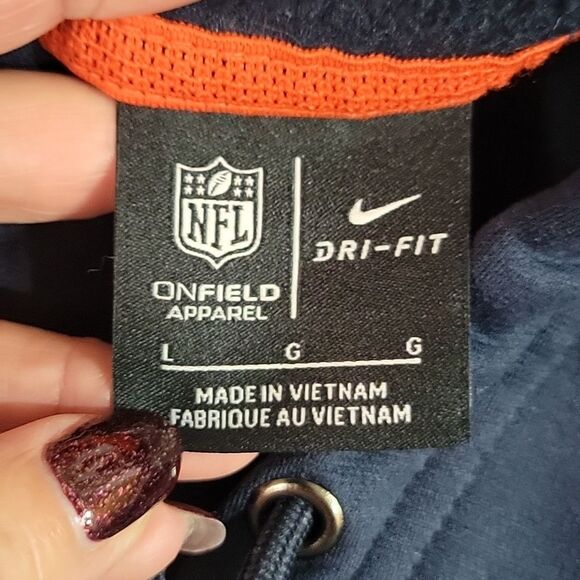 NFL
ONFIELD
APPAREL
DRI-FIT
L G G
MADE IN VIETNAM
FABRIQUE AU VIETNAM